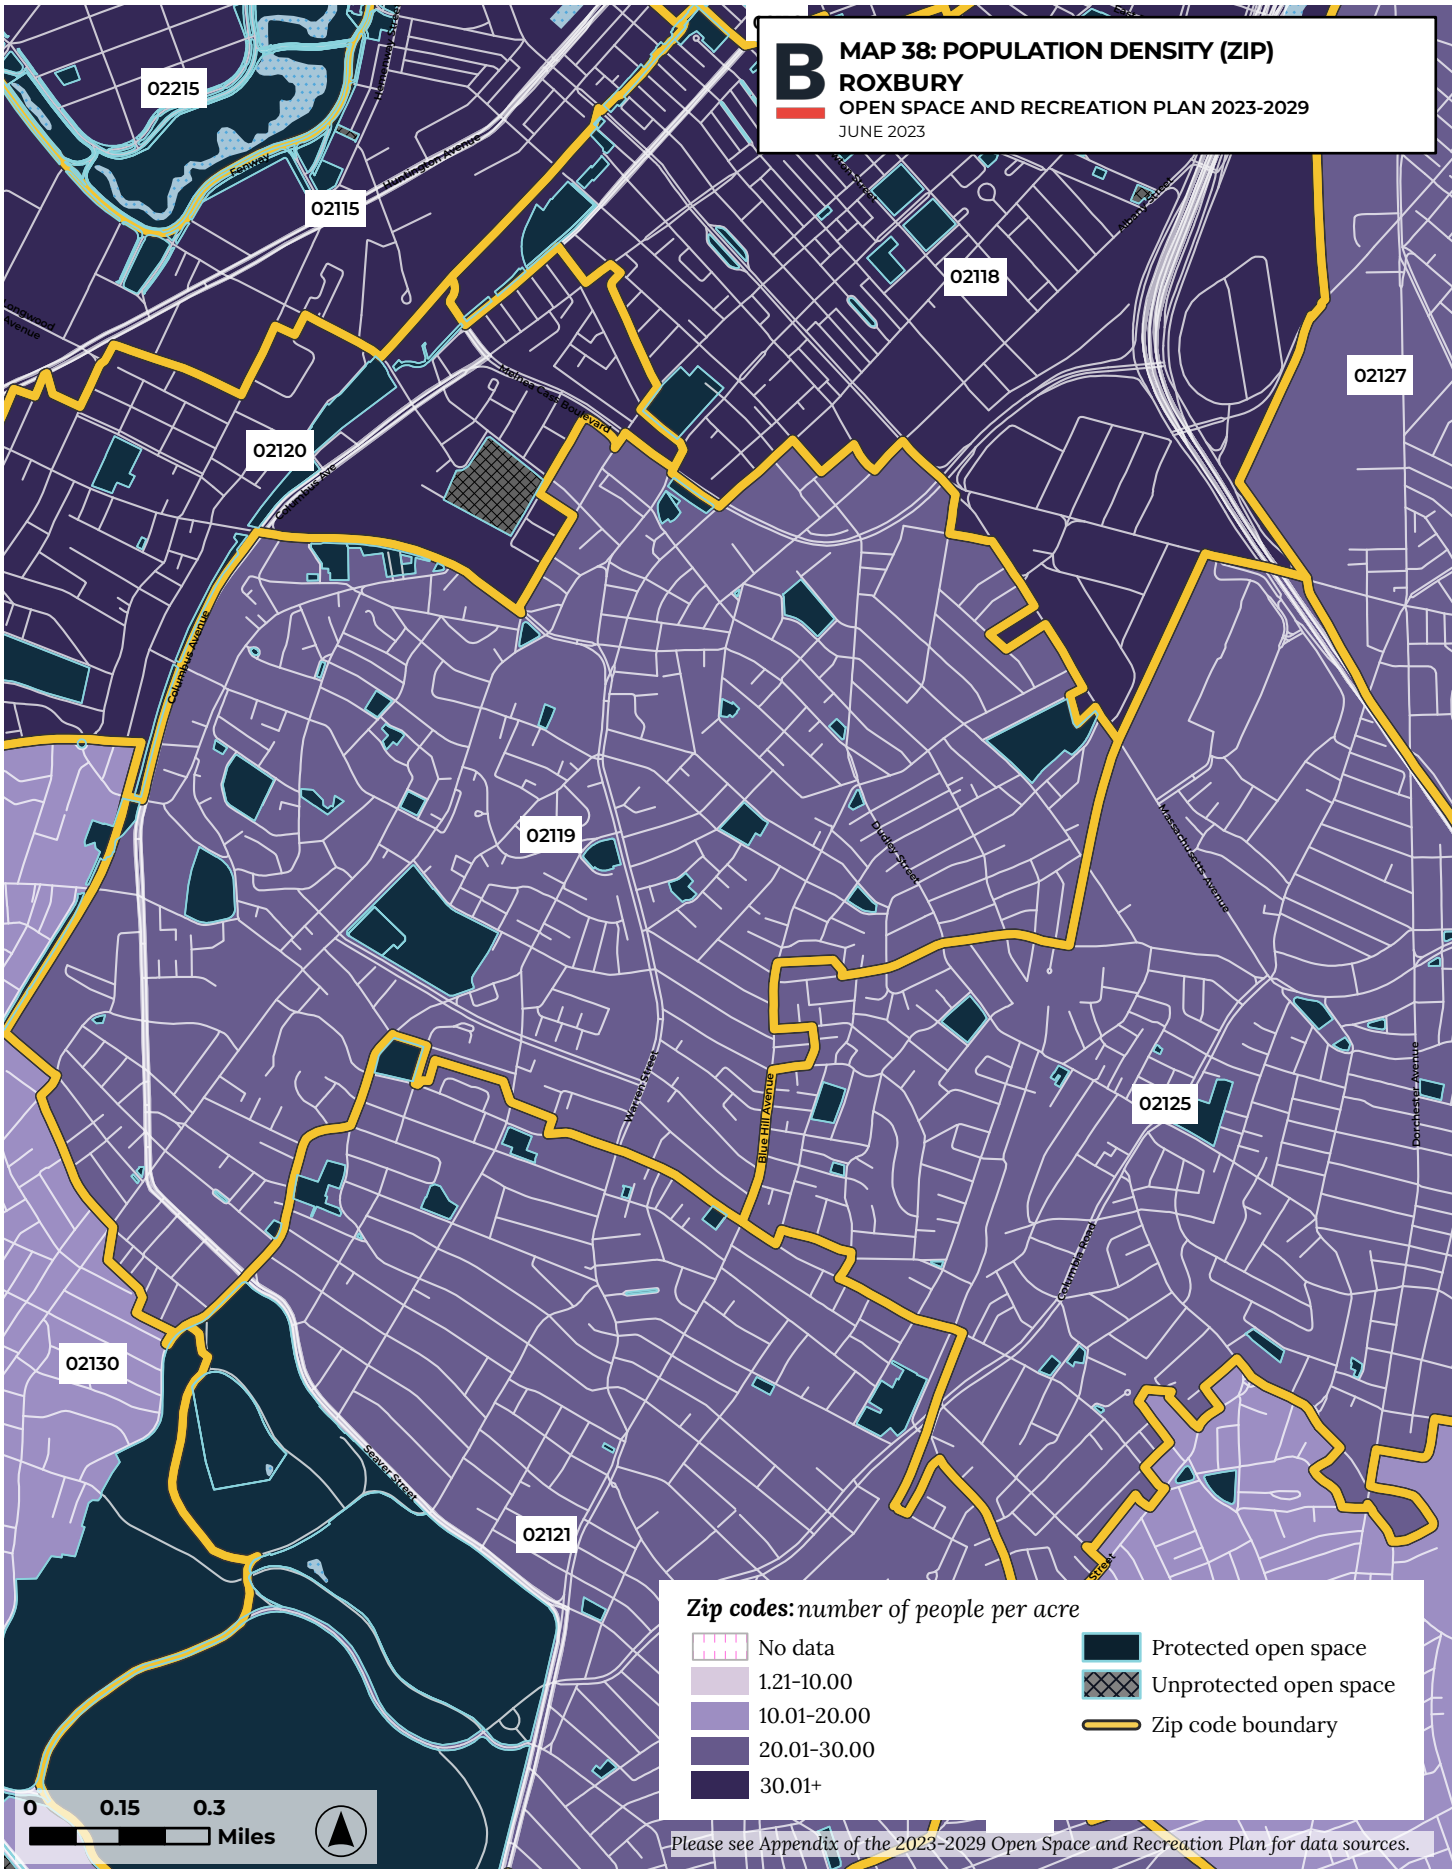 B
MAP 38: POPULATION DENSITY (ZIP)
ROXBURY
OPEN SPACE AND RECREATION PLAN 2023-2029
JUNE 2023
02215
Fenway
Huntington Avenue
02115
Albany Street
02118
Longwood
Avenue
02127
Melnea Cass Boulevard
02120
Columbus Ave
Columbus Avenue
02119
Dudley Street
Massachusetts Avenue
Warren Street
Blue Hill Avenue
02125
Dorchester Avenue
Columbia Road
02130
Seaver Street
02121
Street
Zip codes: number of people per acre
No data
1.21-10.00
10.01-20.00
20.01-30.00
30.01+
Protected open space
Unprotected open space
Zip code boundary
0 0.15 0.3
Miles
Please see Appendix of the 2023-2029 Open Space and Recreation Plan for data sources.